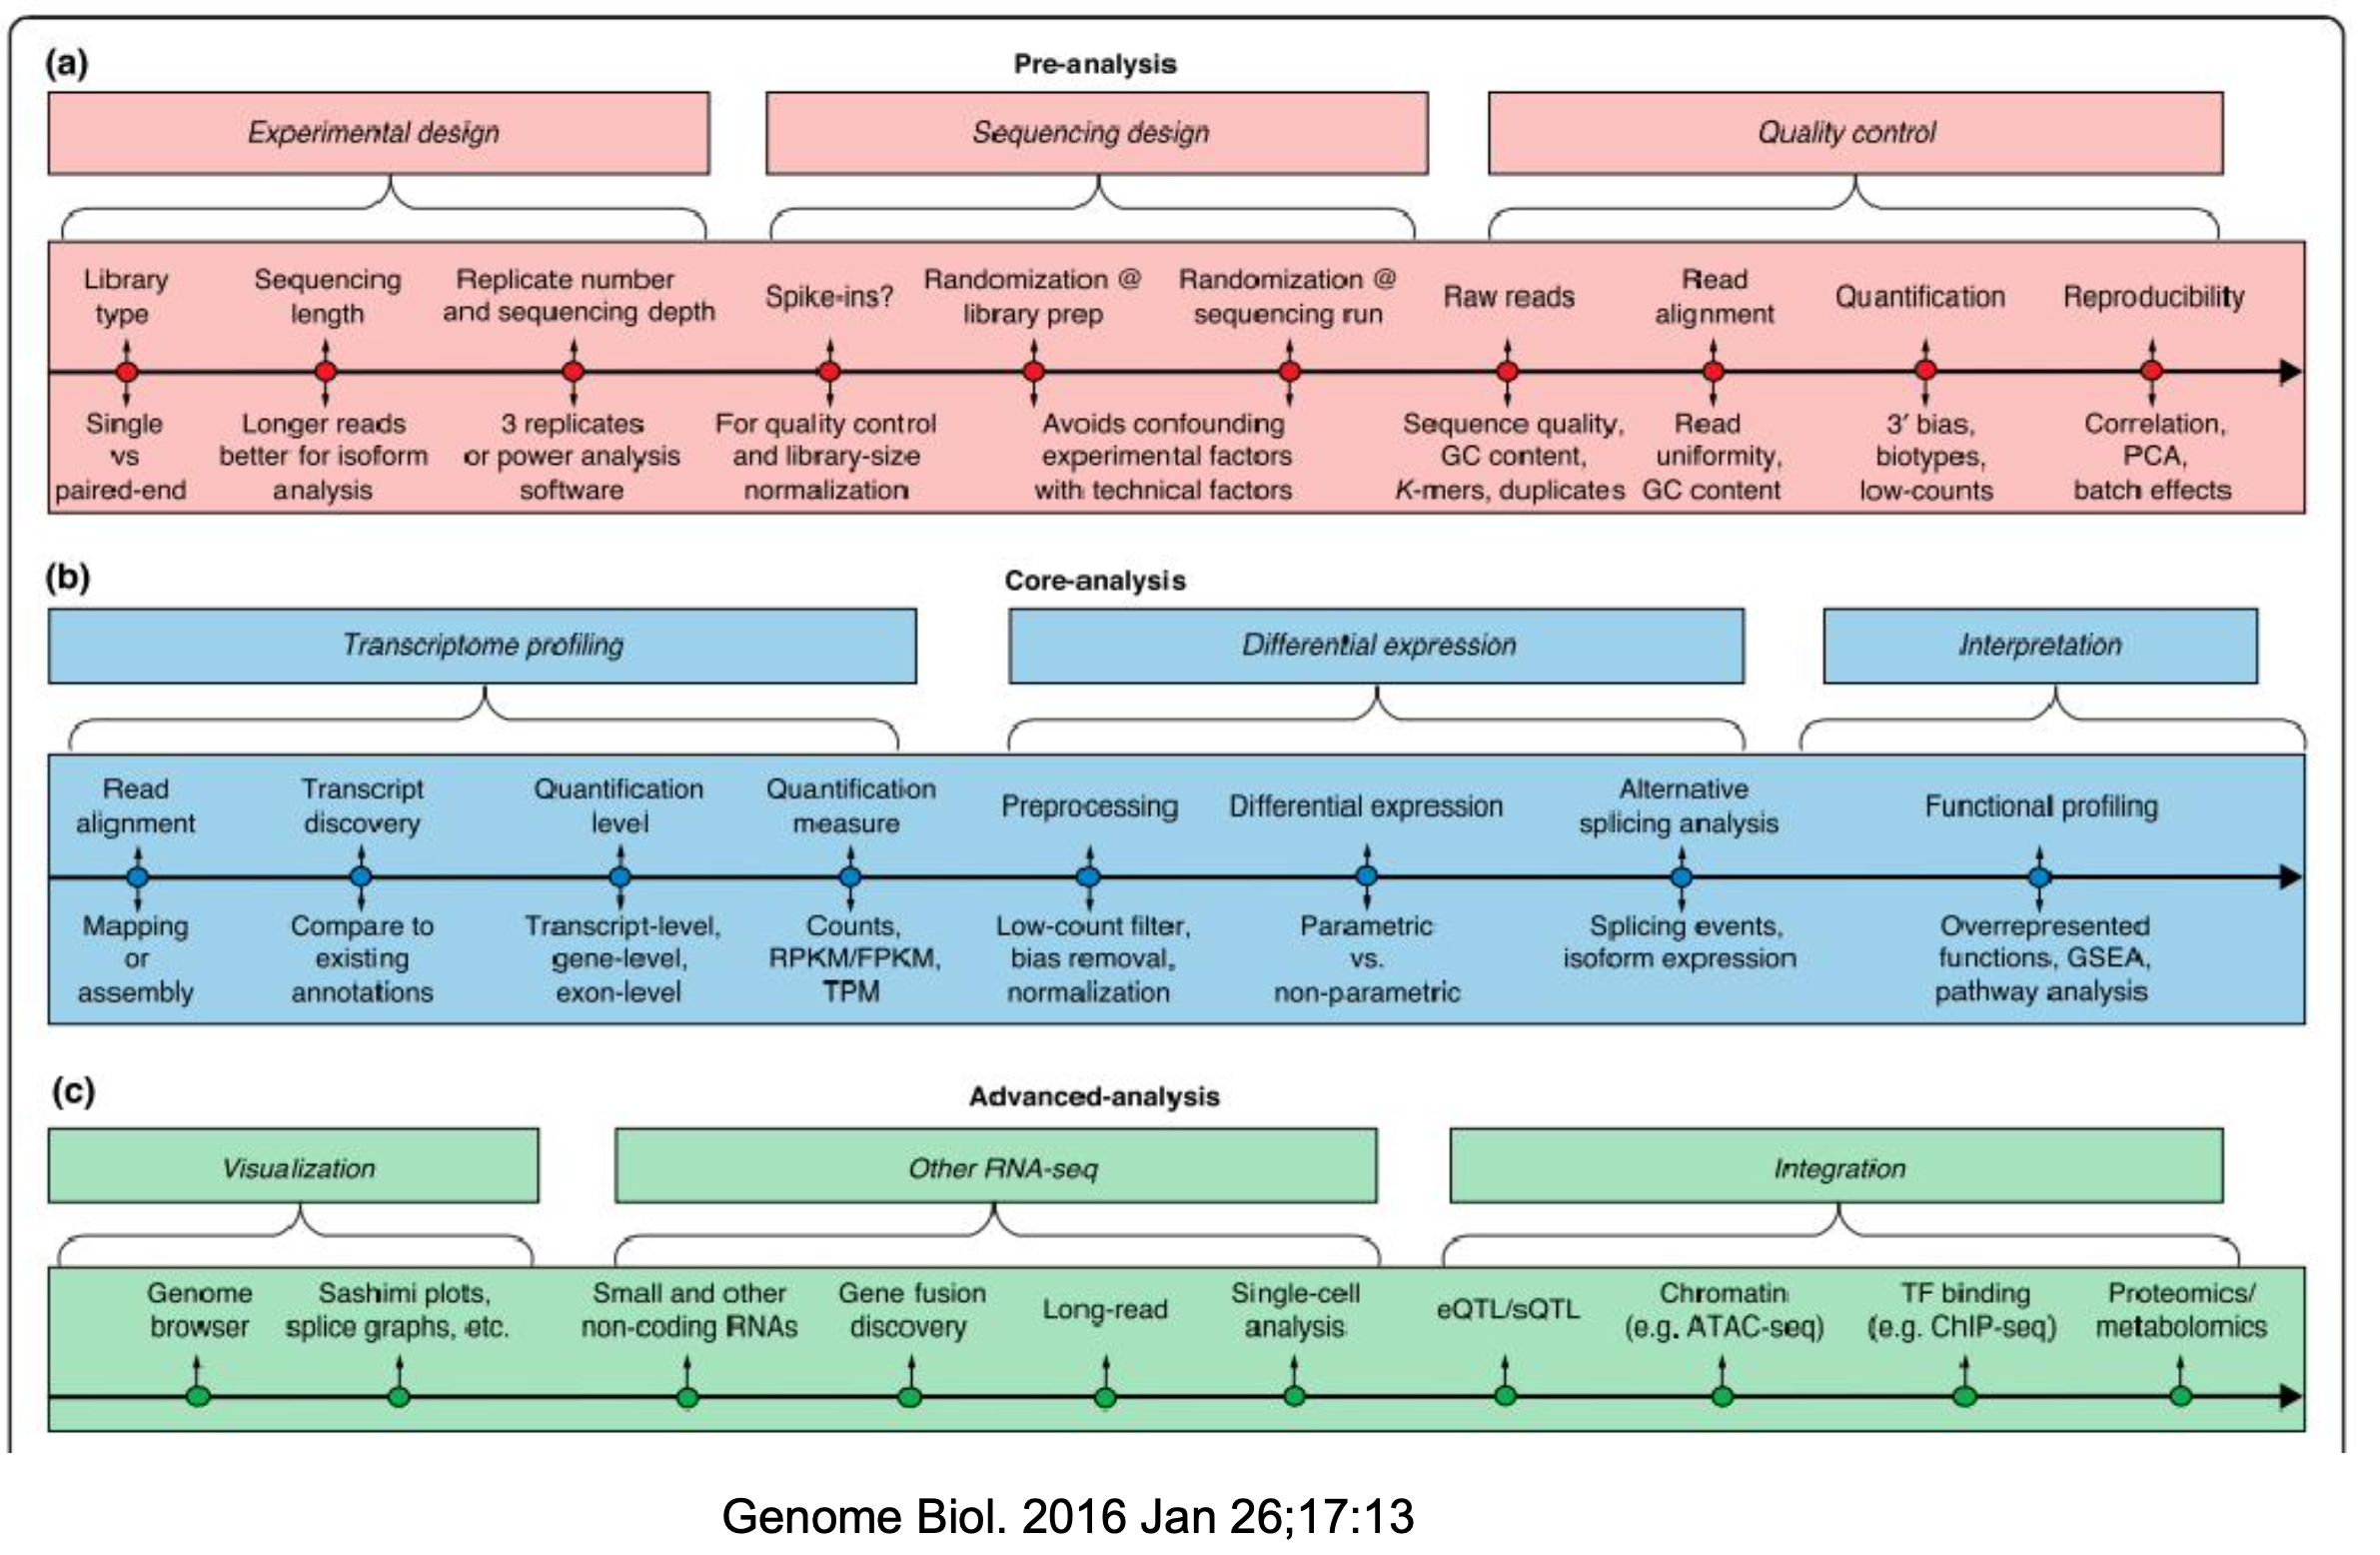 (a)
Pre-analysis
Experimental design
Sequencing design
Quality control
Library
type
Sequencing
length
Replicate number
and sequencing depth
Spike-ins?
Randomization @
library prep
Randomization @
sequencing run
Raw reads
Read
alignment
Quantification
Reproducibility
Single
vs
paired-end
Longer reads
better for isoform
analysis
3 replicates
or power analysis
software
For quality control
and library-size
normalization
Avoids confounding
experimental factors
with technical factors
Sequence quality,
GC content,
K-mers, duplicates
Read
uniformity,
GC content
3′ bias,
biotypes,
low-counts
Correlation,
PCA,
batch effects
(b)
Core-analysis
Transcriptome profiling
Differential expression
Interpretation
Read
alignment
Transcript
discovery
Quantification
level
Quantification
measure
Preprocessing
Differential expression
Alternative
splicing analysis
Functional profiling
Mapping
or
assembly
Compare to
existing
annotations
Transcript-level,
gene-level,
exon-level
Counts,
RPKM/FPKM,
TPM
Low-count filter,
bias removal,
normalization
Parametric
vs.
non-parametric
Splicing events,
isoform expression
Overrepresented
functions, GSEA,
pathway analysis
(c)
Advanced-analysis
Visualization
Other RNA-seq
Integration
Genome
browser
Sashimi plots,
splice graphs, etc.
Small and other
non-coding RNAs
Gene fusion
discovery
Long-read
Single-cell
analysis
eQTL/sQTL
Chromatin
(e.g. ATAC-seq)
TF binding
(e.g. ChIP-seq)
Proteomics/
metabolomics
Genome Biol. 2016 Jan 26;17:13